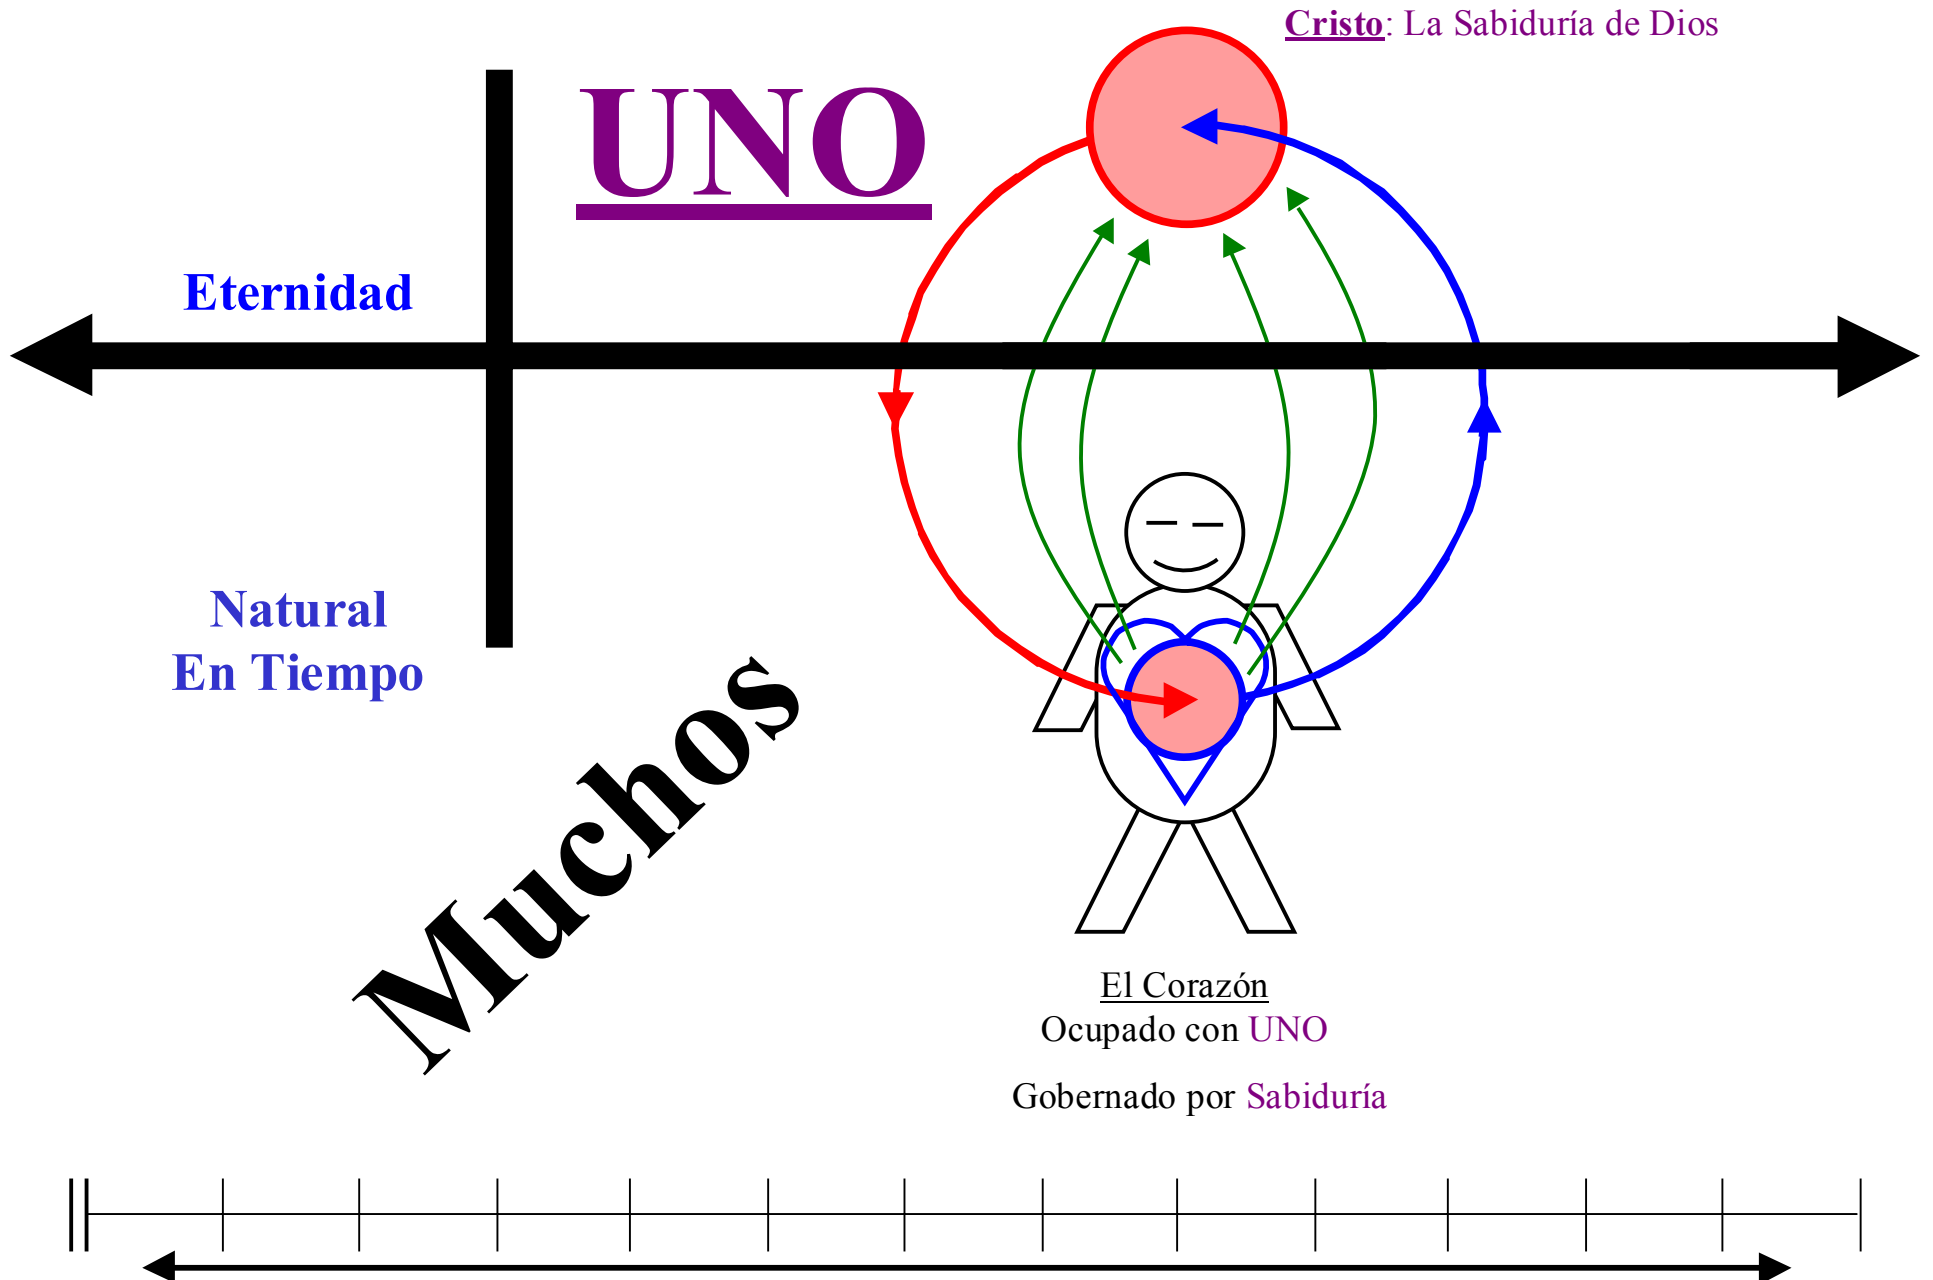 Cristo: La Sabiduría de Dios
UNO
Eternidad
Natural
En Tiempo
Muchos
El Corazón
Ocupado con UNO
Gobernado por Sabiduría